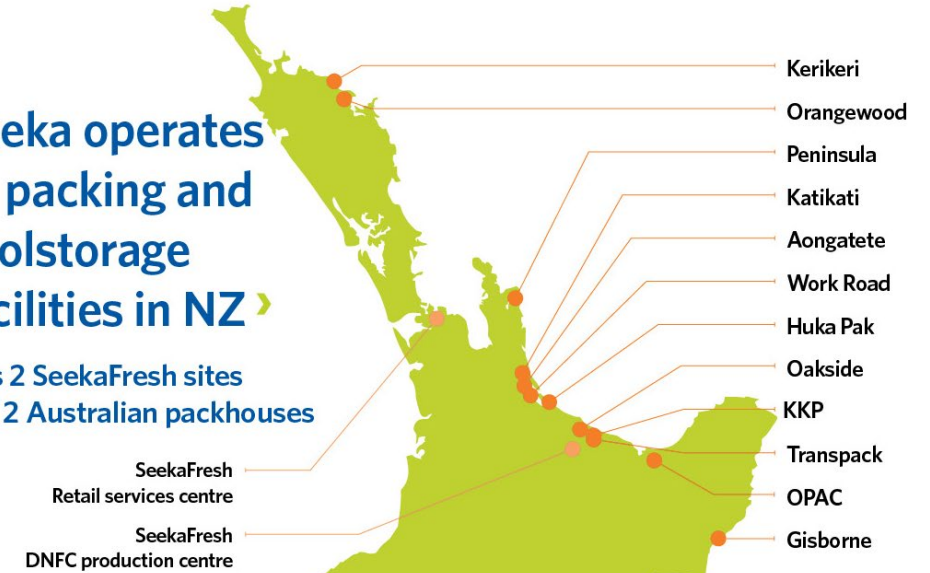 eka operates
packing and
olstorage
cilities in NZ ›
s 2 SeekaFresh sites
2 Australian packhouses
SeekaFresh
Retail services centre
SeekaFresh
DNFC production centre
Kerikeri
Orangewood
Peninsula
Katikati
Aongatete
Work Road
Huka Pak
Oakside
KKP
Transpack
OPAC
Gisborne